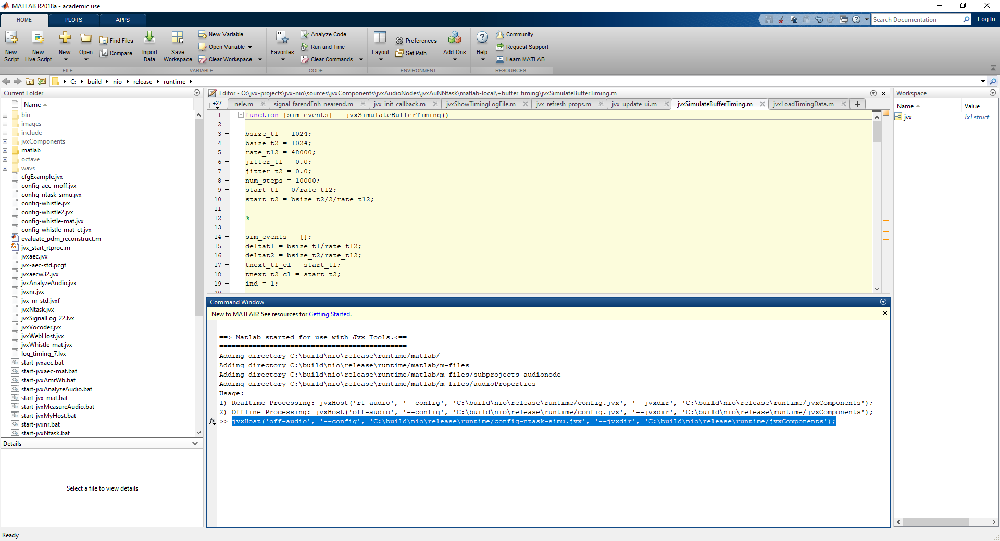 MATLAB R2018a - academic use
HOME PLOTS APPS
Search Documentation Log In
New Script
New Live Script
New
Open
Find Files
Compare
FILE
Import Data
Save Workspace
New Variable
Open Variable
Clear Workspace
VARIABLE
Favorites
Analyze Code
Run and Time
Clear Commands
CODE
Layout
Preferences
Set Path
Add-Ons
ENVIRONMENT
Help
Community
Request Support
Learn MATLAB
RESOURCES
C: build nio release runtime
Current Folder
Name
bin
images
include
jvxComponents
matlab
octave
wavs
cfgExample.jvx
config-aec-moff.jvx
config-ntask-simu.jvx
config-whistle.jvx
config-whistle2.jvx
config-whistle-mat.jvx
config-whistle-mat-ct.jvx
evaluate_pdm_reconstruct.m
jvx_start_rtproc.m
jvxaec.jvx
jvx-aec-std.pcgf
jvxaecw32.jvx
jvxAnalyzeAudio.jvx
jvxnr.jvx
jvx-nr-std.jvxf
jvxNtask.jvx
jvxSignalLog_22.lvx
jvxVocoder.jvx
jvxWebHost.jvx
jvxWhistle-mat.jvx
log_timing_7.lvx
start-jvxaec.bat
start-jvxaec-mat.bat
start-jvxAmrWb.bat
start-jvxAnalyzeAudio.bat
start-jvx-mat.bat
start-jvxMeasureAudio.bat
start-jvxMyHost.bat
start-jvxnr.bat
start-jvxNtask.bat
Details
Select a file to view details
Ready
Editor - O:\jvx-projects\jvx-nio\sources\jvxComponents\jvxAudioNodes\jvxAuNNtask\matlab-local\+buffer_timing\jvxSimulateBufferTiming.m
+27 nele.m signal_farendEnh_nearend.m jvx_init_callback.m jvxShowTimingLogFile.m jvx_refresh_props.m jvx_update_ui.m jvxSimulateBufferTiming.m jvxLoadTimingData.m
1 function [sim_events] = jvxSimulateBufferTiming()
2
3 – bsize_t1 = 1024;
4 – bsize_t2 = 1024;
5 – rate_t12 = 48000;
6 – jitter_t1 = 0.0;
7 – jitter_t2 = 0.0;
8 – num_steps = 10000;
9 – start_t1 = 0/rate_t12;
10 – start_t2 = bsize_t2/2/rate_t12;
11
12 % ============================================
13
14 – sim_events = [];
15 – deltat1 = bsize_t1/rate_t12;
16 – deltat2 = bsize_t2/rate_t12;
17 – tnext_t1_cl = start_t1;
18 – tnext_t2_cl = start_t2;
19 – ind = 1;
20
Command Window
New to MATLAB? See resources for Getting Started.
=============================================
==> Matlab started for use with Jvx Tools.<==
=============================================
Adding directory C:\build\nio\release\runtime/matlab/
Adding directory C:\build\nio\release\runtime/matlab/m-files
Adding directory C:\build\nio\release\runtime/matlab/m-files/subprojects-audionode
Adding directory C:\build\nio\release\runtime/matlab/m-files/audioProperties
Usage:
1) Realtime Processing: jvxHost('rt-audio', '--config', 'C:\build\nio\release\runtime/config.jvx', '--jvxdir', 'C:\build\nio\release\runtime/jvxComponents');
2) Offline Processing: jvxHost('off-audio', '--config', 'C:\build\nio\release\runtime/config.jvx', '--jvxdir', 'C:\build\nio\release\runtime/jvxComponents');
fx >> jvxHost('off-audio', '--config', 'C:\build\nio\release\runtime/config-ntask-simu.jvx', '--jvxdir', 'C:\build\nio\release\runtime/jvxComponents');
Workspace
Name Value
jvx 1x1 struct